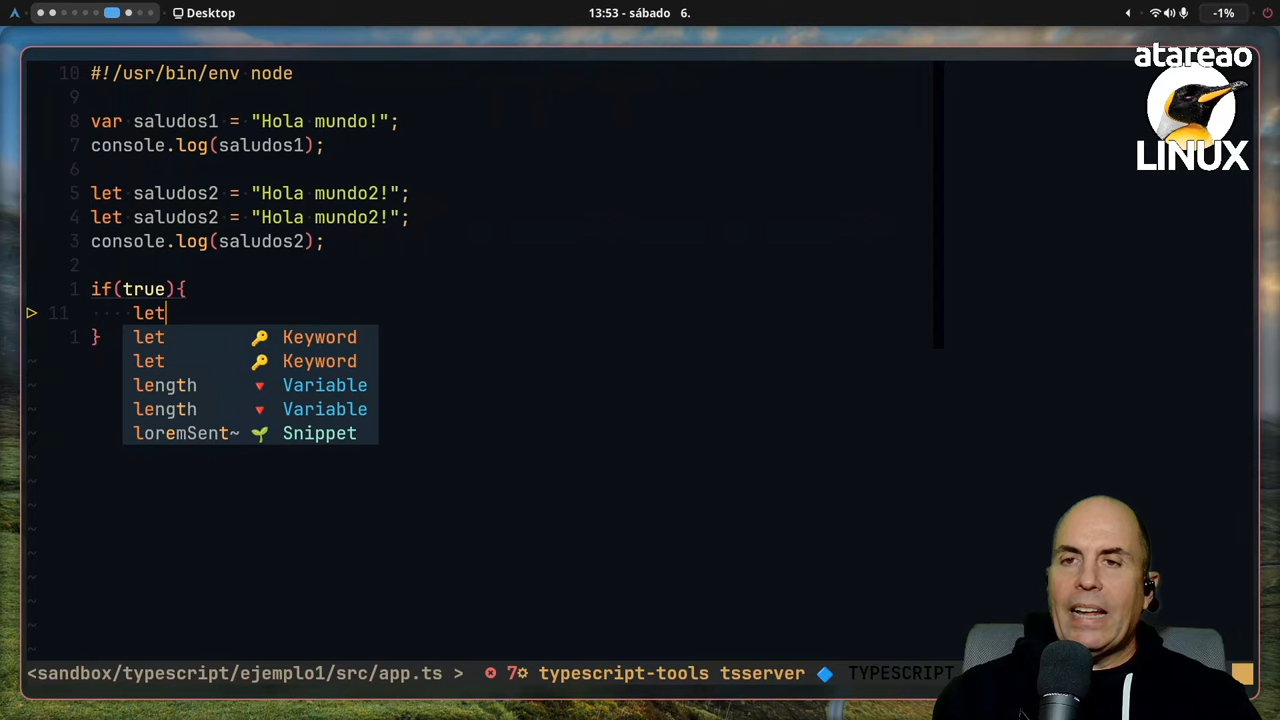 Desktop
13:53 - sábado 6.
-1%
atareao
LINUX
10 #!/usr/bin/env node
9
8 var saludos1 = "Hola mundo!";
7 console.log(saludos1);
6
5 let saludos2 = "Hola mundo2!";
4 let saludos2 = "Hola mundo2!";
3 console.log(saludos2);
2
1 if(true){
11 let
1 }
let Keyword
let Keyword
length Variable
length Variable
loremSent~ Snippet
<sandbox/typescript/ejemplo1/src/app.ts > 7 typescript-tools tsserver TYPESCRIPT